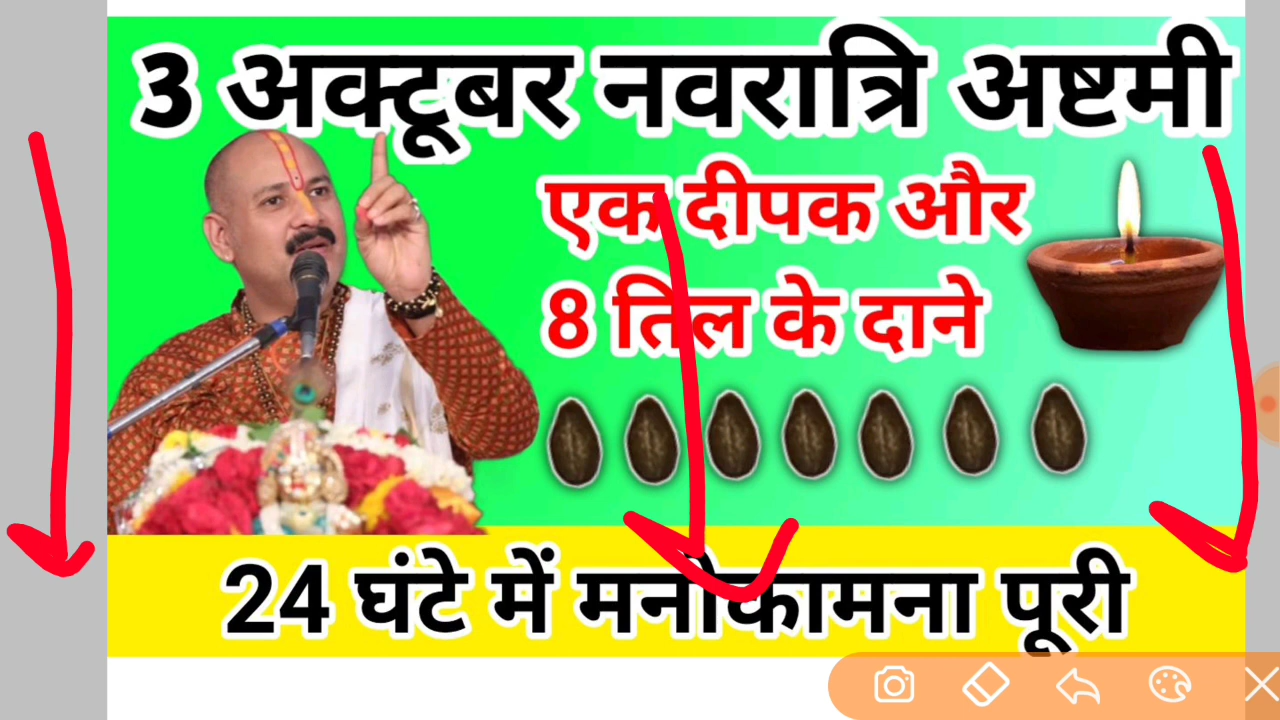 3 अक्टूबर नवरात्रि अष्टमी
एक दीपक और
8 तिल के दाने
24 घंटे में मनोकामना पूरी